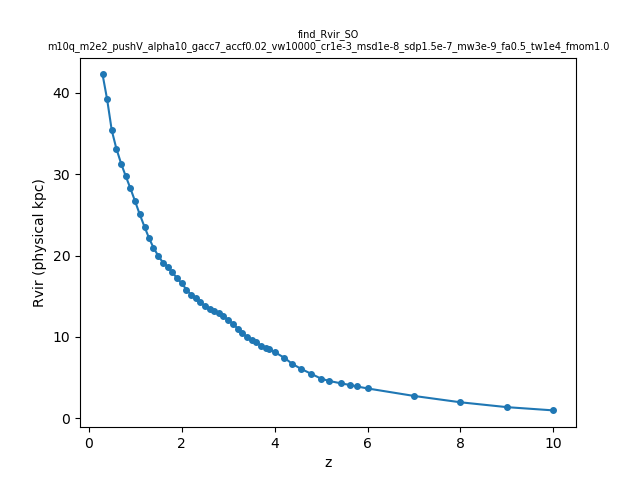 find_Rvir_SO
m10q_m2e2_pushV_alpha10_gacc7_accf0.02_vw10000_cr1e-3_msd1e-8_sdp1.5e-7_mw3e-9_fa0.5_tw1e4_fmom1.0
40
30
20
10
0
Rvir (physical kpc)
0 2 4 6 8 10
z